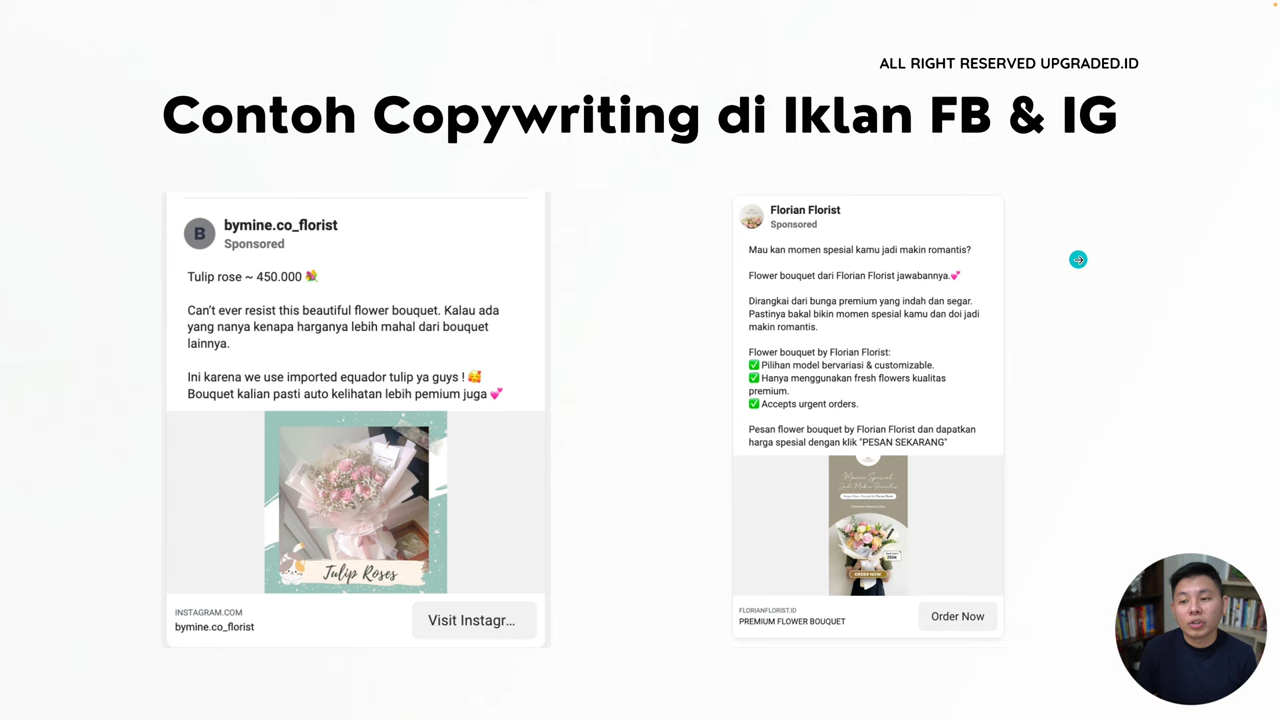 ALL RIGHT RESERVED UPGRADED.ID
Contoh Copywriting di Iklan FB & IG
B
bymine.co_florist
Sponsored
Tulip rose ~ 450.000 💐
Can't ever resist this beautiful flower bouquet. Kalau ada
yang nanya kenapa harganya lebih mahal dari bouquet
lainnya.
Ini karena we use imported equador tulip ya guys ! 🥰
Bouquet kalian pasti auto kelihatan lebih pemium juga 💕
Tulip Roses
INSTAGRAM.COM
bymine.co_florist
Visit Instagr...
Florian Florist
Sponsored
Mau kan momen spesial kamu jadi makin romantis?
Flower bouquet dari Florian Florist jawabannya.💕
Dirangkai dari bunga premium yang indah dan segar.
Pastinya bakal bikin momen spesial kamu dan doi jadi
makin romantis.
Flower bouquet by Florian Florist:
✅ Pilihan model bervariasi & customizable.
✅ Hanya menggunakan fresh flowers kualitas
premium.
✅ Accepts urgent orders.
Pesan flower bouquet by Florian Florist dan dapatkan
harga spesial dengan klik "PESAN SEKARANG"
Momen Spesial
Jadi Makin Romantis
ORDER NOW
FLORIANFLORIST.ID
PREMIUM FLOWER BOUQUET
Order Now